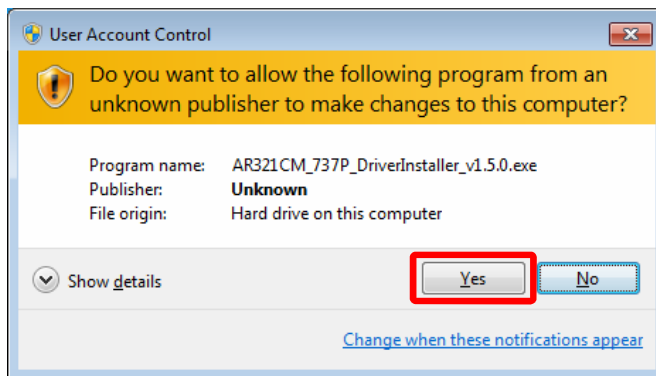 User Account Control
Do you want to allow the following program from an
unknown publisher to make changes to this computer?
Program name: AR321CM_737P_DriverInstaller_v1.5.0.exe
Publisher: Unknown
File origin: Hard drive on this computer
Show details
Yes
No
Change when these notifications appear